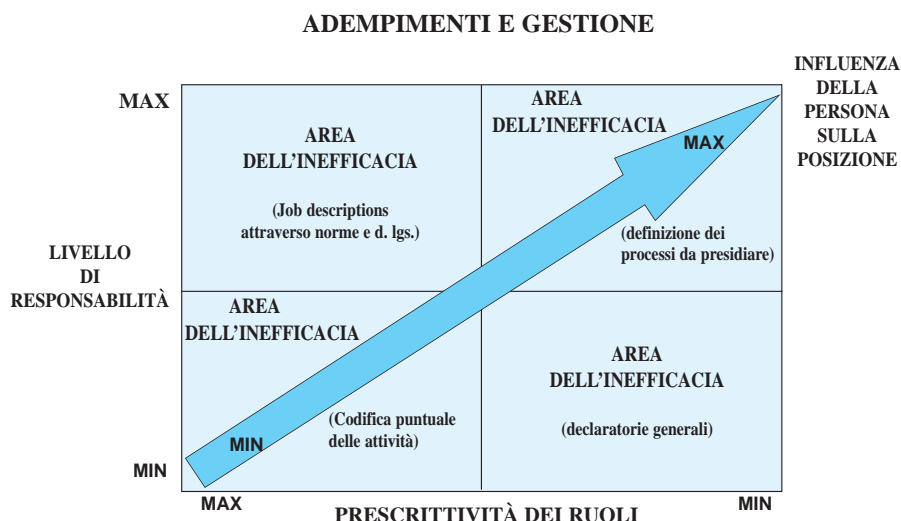 ADEMPIMENTI E GESTIONE
INFLUENZA
DELLA
PERSONA
SULLA
POSIZIONE
MAX
AREA
DELL’INEFFICACIA
(Job descriptions
attraverso norme e d. lgs.)
AREA
DELL’INEFFICACIA
MAX
(definizione dei
processi da presidiare)
LIVELLO
DI
RESPONSABILITÀ
AREA
DELL’INEFFICACIA
MIN
(Codifica puntuale
delle attività)
AREA
DELL’INEFFICACIA
(declaratorie generali)
MIN
MAX
PRESCRITTIVITÀ DEI RUOLI
MIN